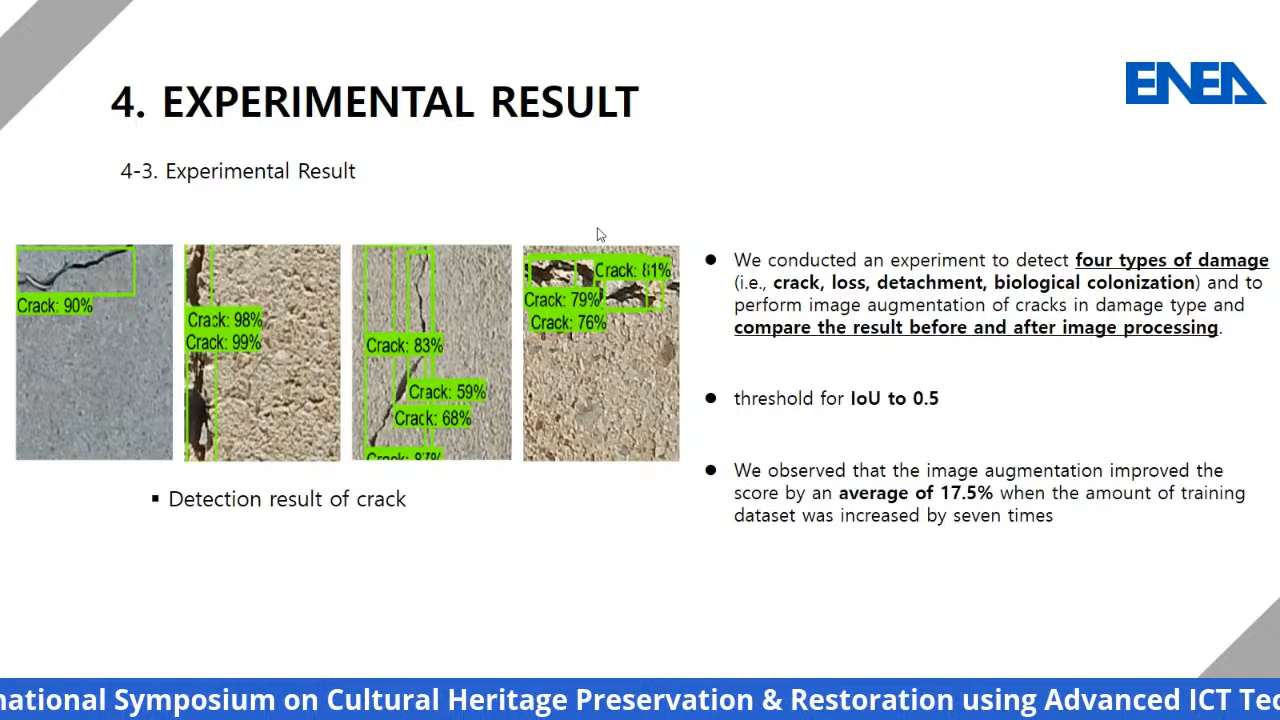 4. EXPERIMENTAL RESULT
ENEA
4-3. Experimental Result
Crack: 90%
Crack: 98%
Crack: 99%
Crack: 83%
Crack: 59%
Crack: 68%
Crack: 87%
Crack: 81%
Crack: 79%
Crack: 76%
▪ Detection result of crack
● We conducted an experiment to detect four types of damage
(i.e., crack, loss, detachment, biological colonization) and to
perform image augmentation of cracks in damage type and
compare the result before and after image processing.
● threshold for IoU to 0.5
● We observed that the image augmentation improved the
score by an average of 17.5% when the amount of training
dataset was increased by seven times
national Symposium on Cultural Heritage Preservation & Restoration using Advanced ICT Tec